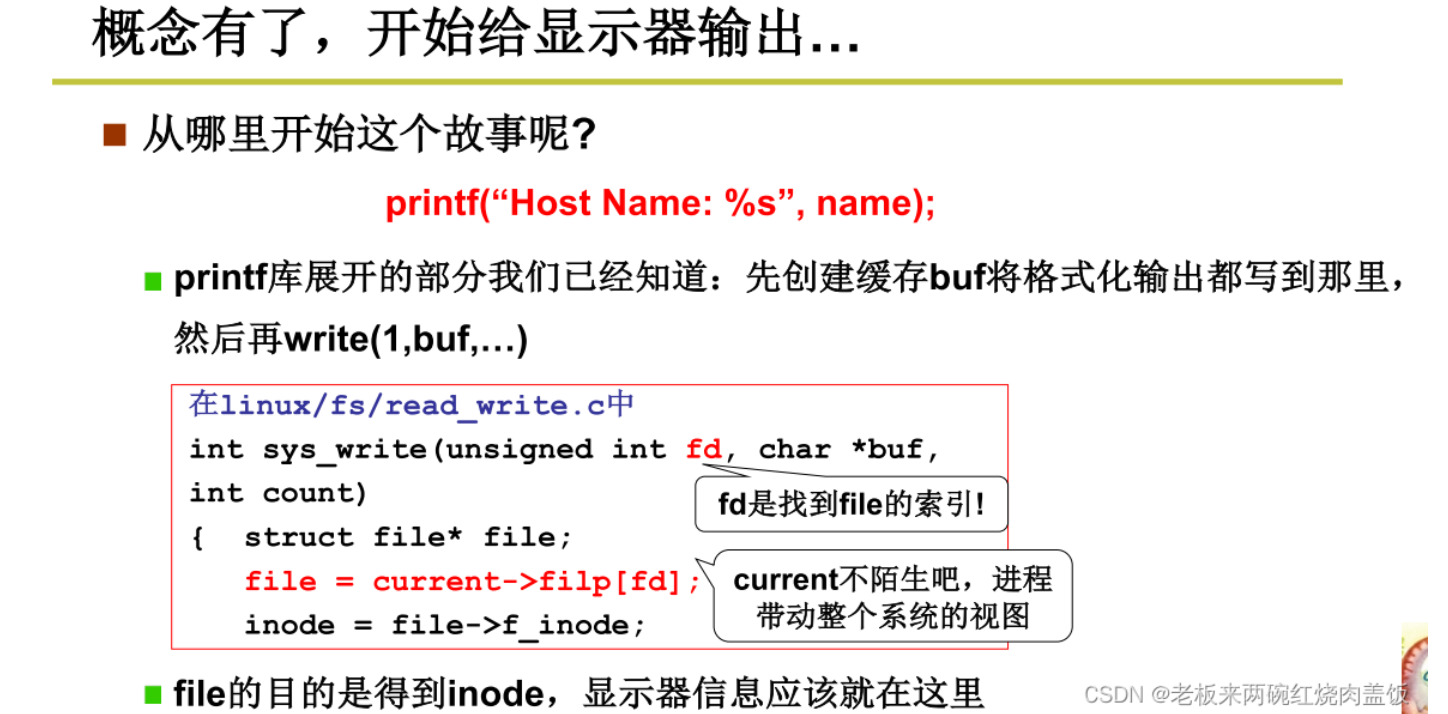 概念有了，开始给显示器输出…
从哪里开始这个故事呢?
printf(“Host Name: %s”, name);
printf库展开的部分我们已经知道：先创建缓存buf将格式化输出都写到那里，
然后再write(1,buf,…)
在linux/fs/read_write.c中
int sys_write(unsigned int fd, char *buf,
int count)
fd是找到file的索引!
{ struct file* file;
file = current->filp[fd];
current不陌生吧，进程
带动整个系统的视图
inode = file->f_inode;
file的目的是得到inode，显示器信息应该就在这里
CSDN @老板来两碗红烧肉盖饭